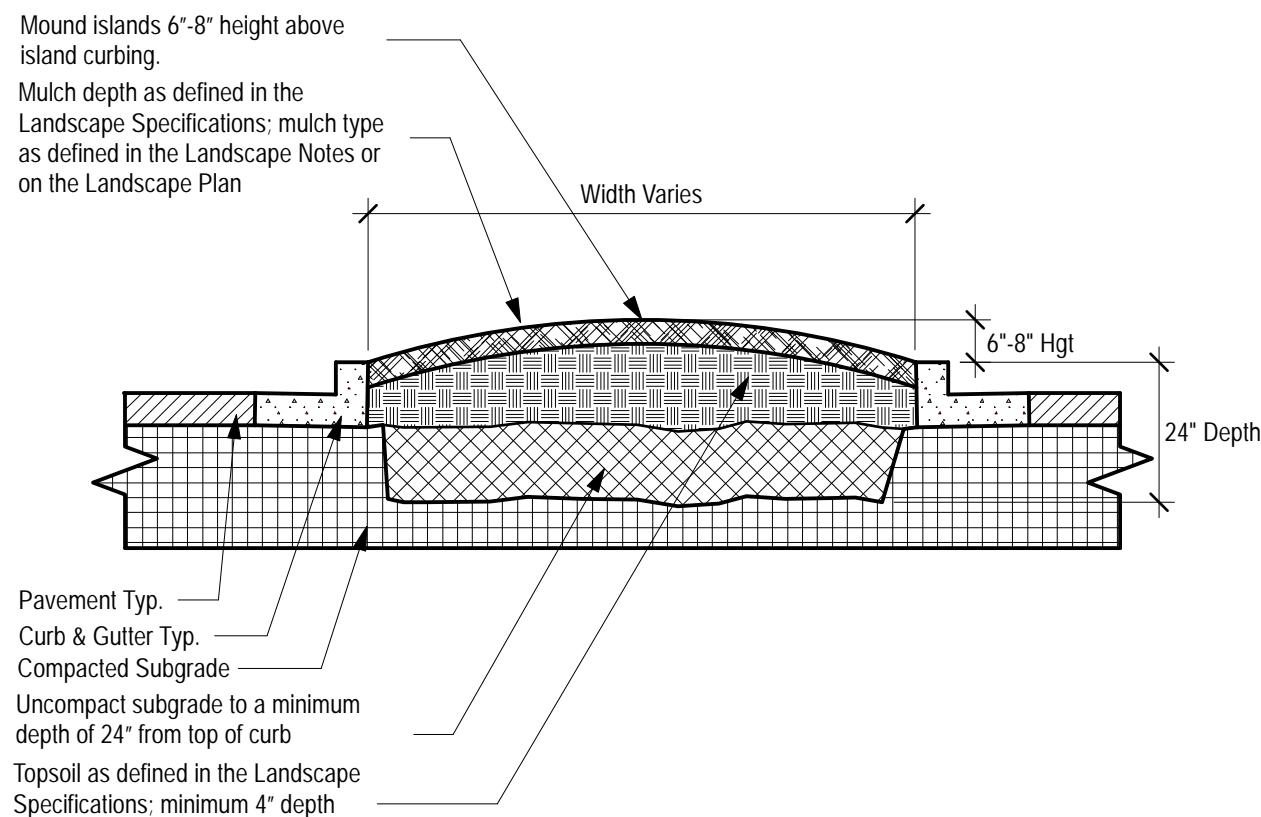 Mound islands 6"-8" height above
island curbing.
Mulch depth as defined in the
Landscape Specifications; mulch type
as defined in the Landscape Notes or
on the Landscape Plan
Width Varies
6"-8" Hgt
24" Depth
Pavement Typ.
Curb & Gutter Typ.
Compacted Subgrade
Uncompact subgrade to a minimum
depth of 24" from top of curb
Topsoil as defined in the Landscape
Specifications; minimum 4" depth